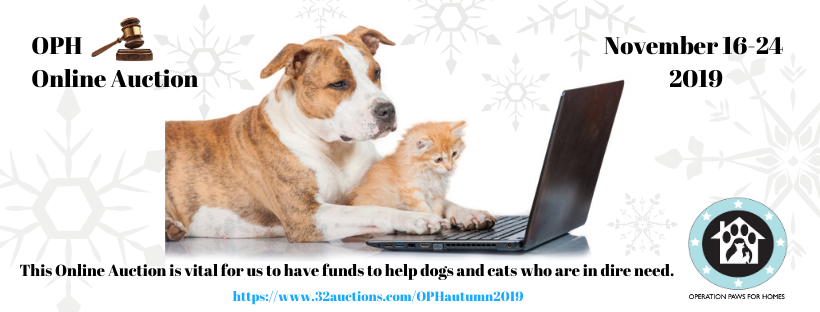 OPH
Online Auction
November 16-24
2019
This Online Auction is vital for us to have funds to help dogs and cats who are in dire need.
https://www.32auctions.com/OPHautumn2019
OPERATION PAWS FOR HOMES